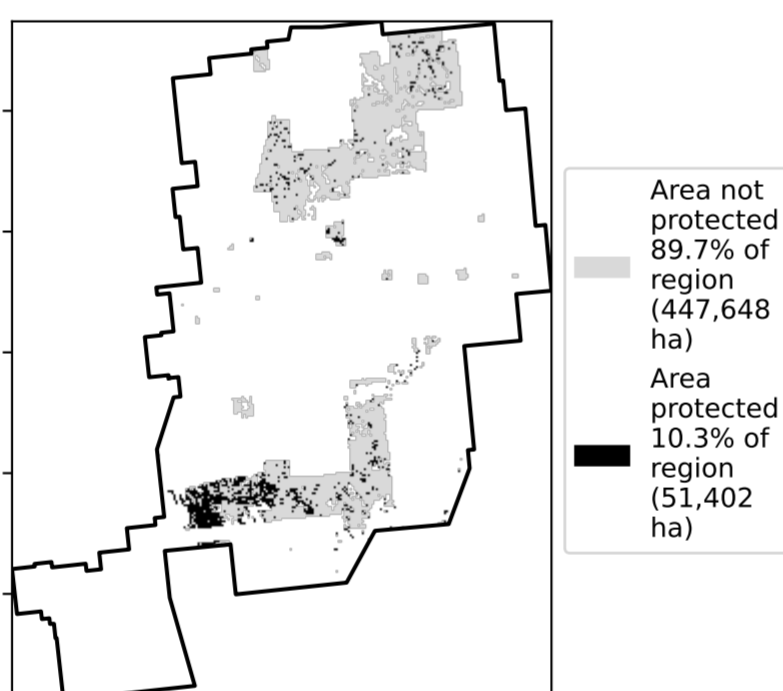 Area not
protected
89.7% of
region
(447,648
ha)
Area
protected
10.3% of
region
(51,402
ha)